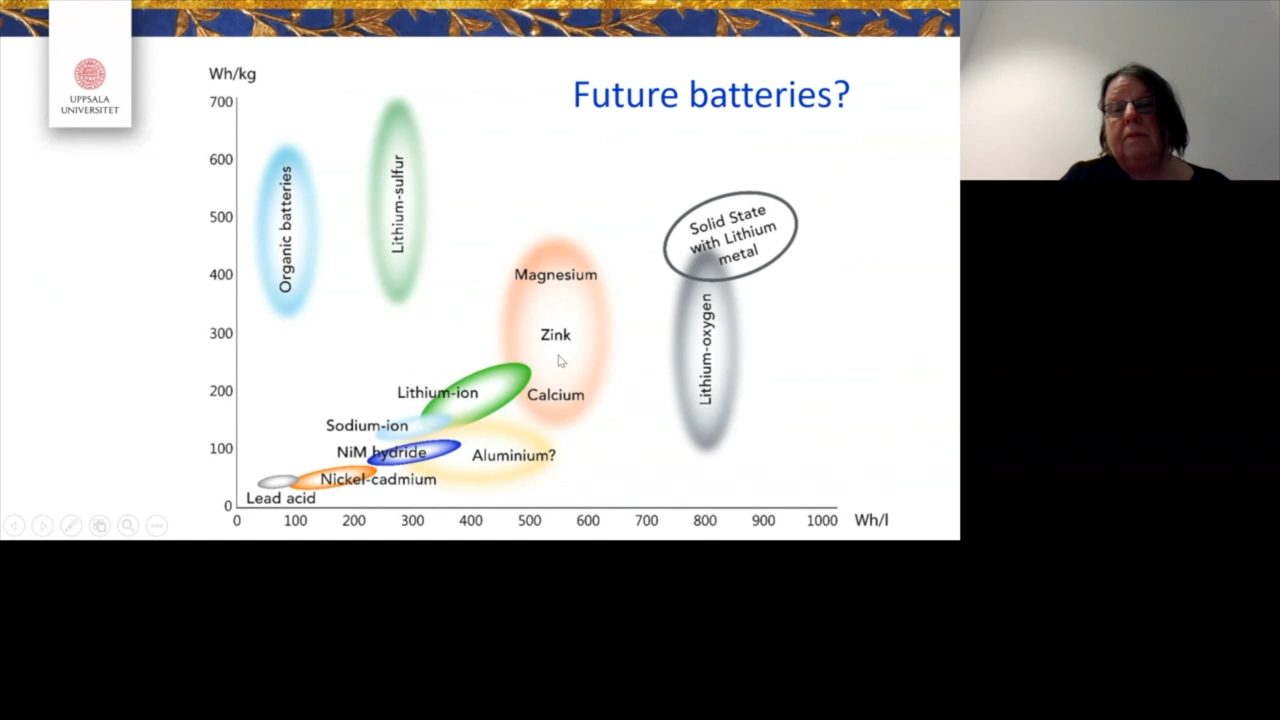 UPPSALA
UNIVERSITET
Future batteries?
Wh/kg
700
600
500
400
300
200
100
0
0 100 200 300 400 500 600 700 800 900 1000 Wh/l
Organic batteries
Lithium-sulfur
Solid State
with Lithium
metal
Magnesium
Zink
Calcium
Lithium-oxygen
Lithium-ion
Sodium-ion
NiM hydride
Aluminium?
Nickel-cadmium
Lead acid